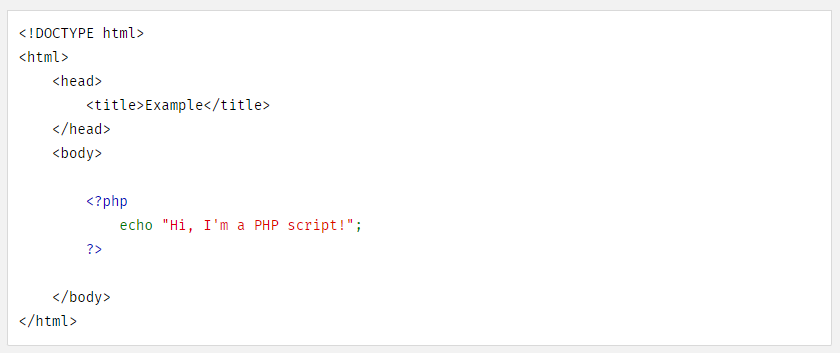 <!DOCTYPE html>
<html>
    <head>
        <title>Example</title>
    </head>
    <body>

        <?php
            echo "Hi, I'm a PHP script!";
        ?>

    </body>
</html>